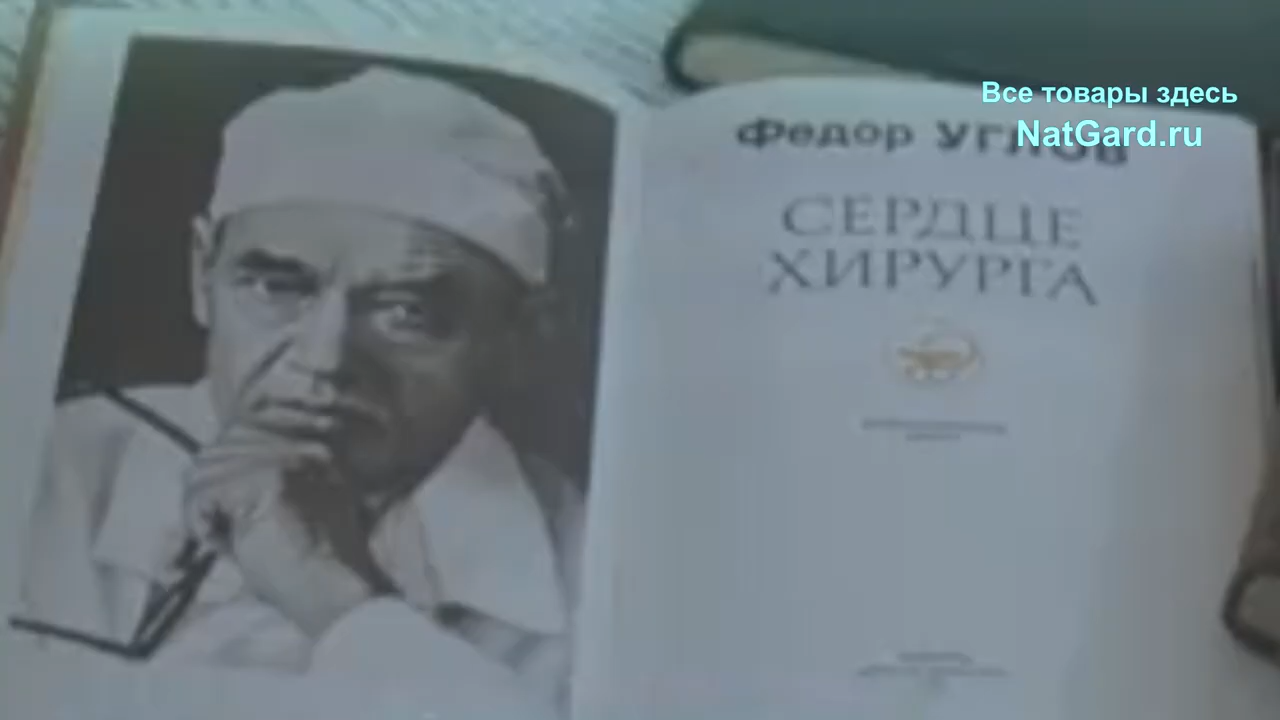 Все товары здесь
NatGard.ru
Федор УГЛОВ
СЕРДЦЕ
ХИРУРГА